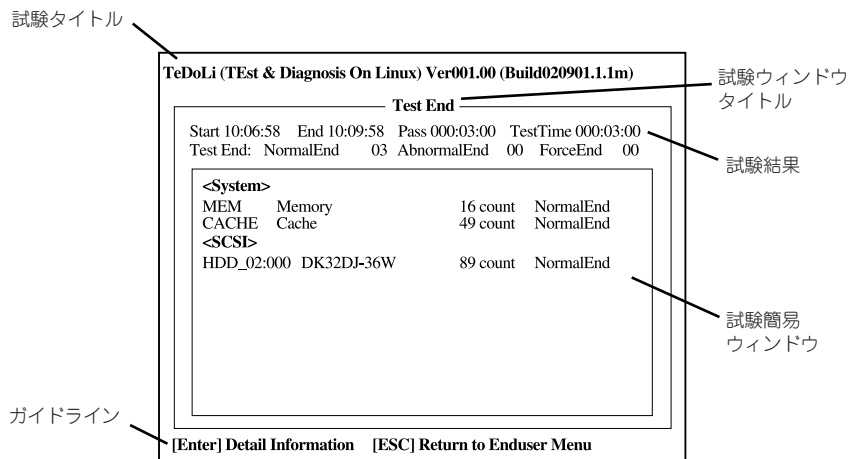 試験タイトル
TeDoLi (TEst & Diagnosis On Linux) Ver001.00 (Build020901.1.1m)
試験ウィンドウ
タイトル
Test End
Start 10:06:58 End 10:09:58 Pass 000:03:00 TestTime 000:03:00
Test End: NormalEnd 03 AbnormalEnd 00 ForceEnd 00
試験結果
<System>
MEM Memory 16 count NormalEnd
CACHE Cache 49 count NormalEnd
<SCSI>
HDD_02:000 DK32DJ-36W 89 count NormalEnd
試験簡易
ウィンドウ
ガイドライン
[Enter] Detail Information [ESC] Return to Enduser Menu